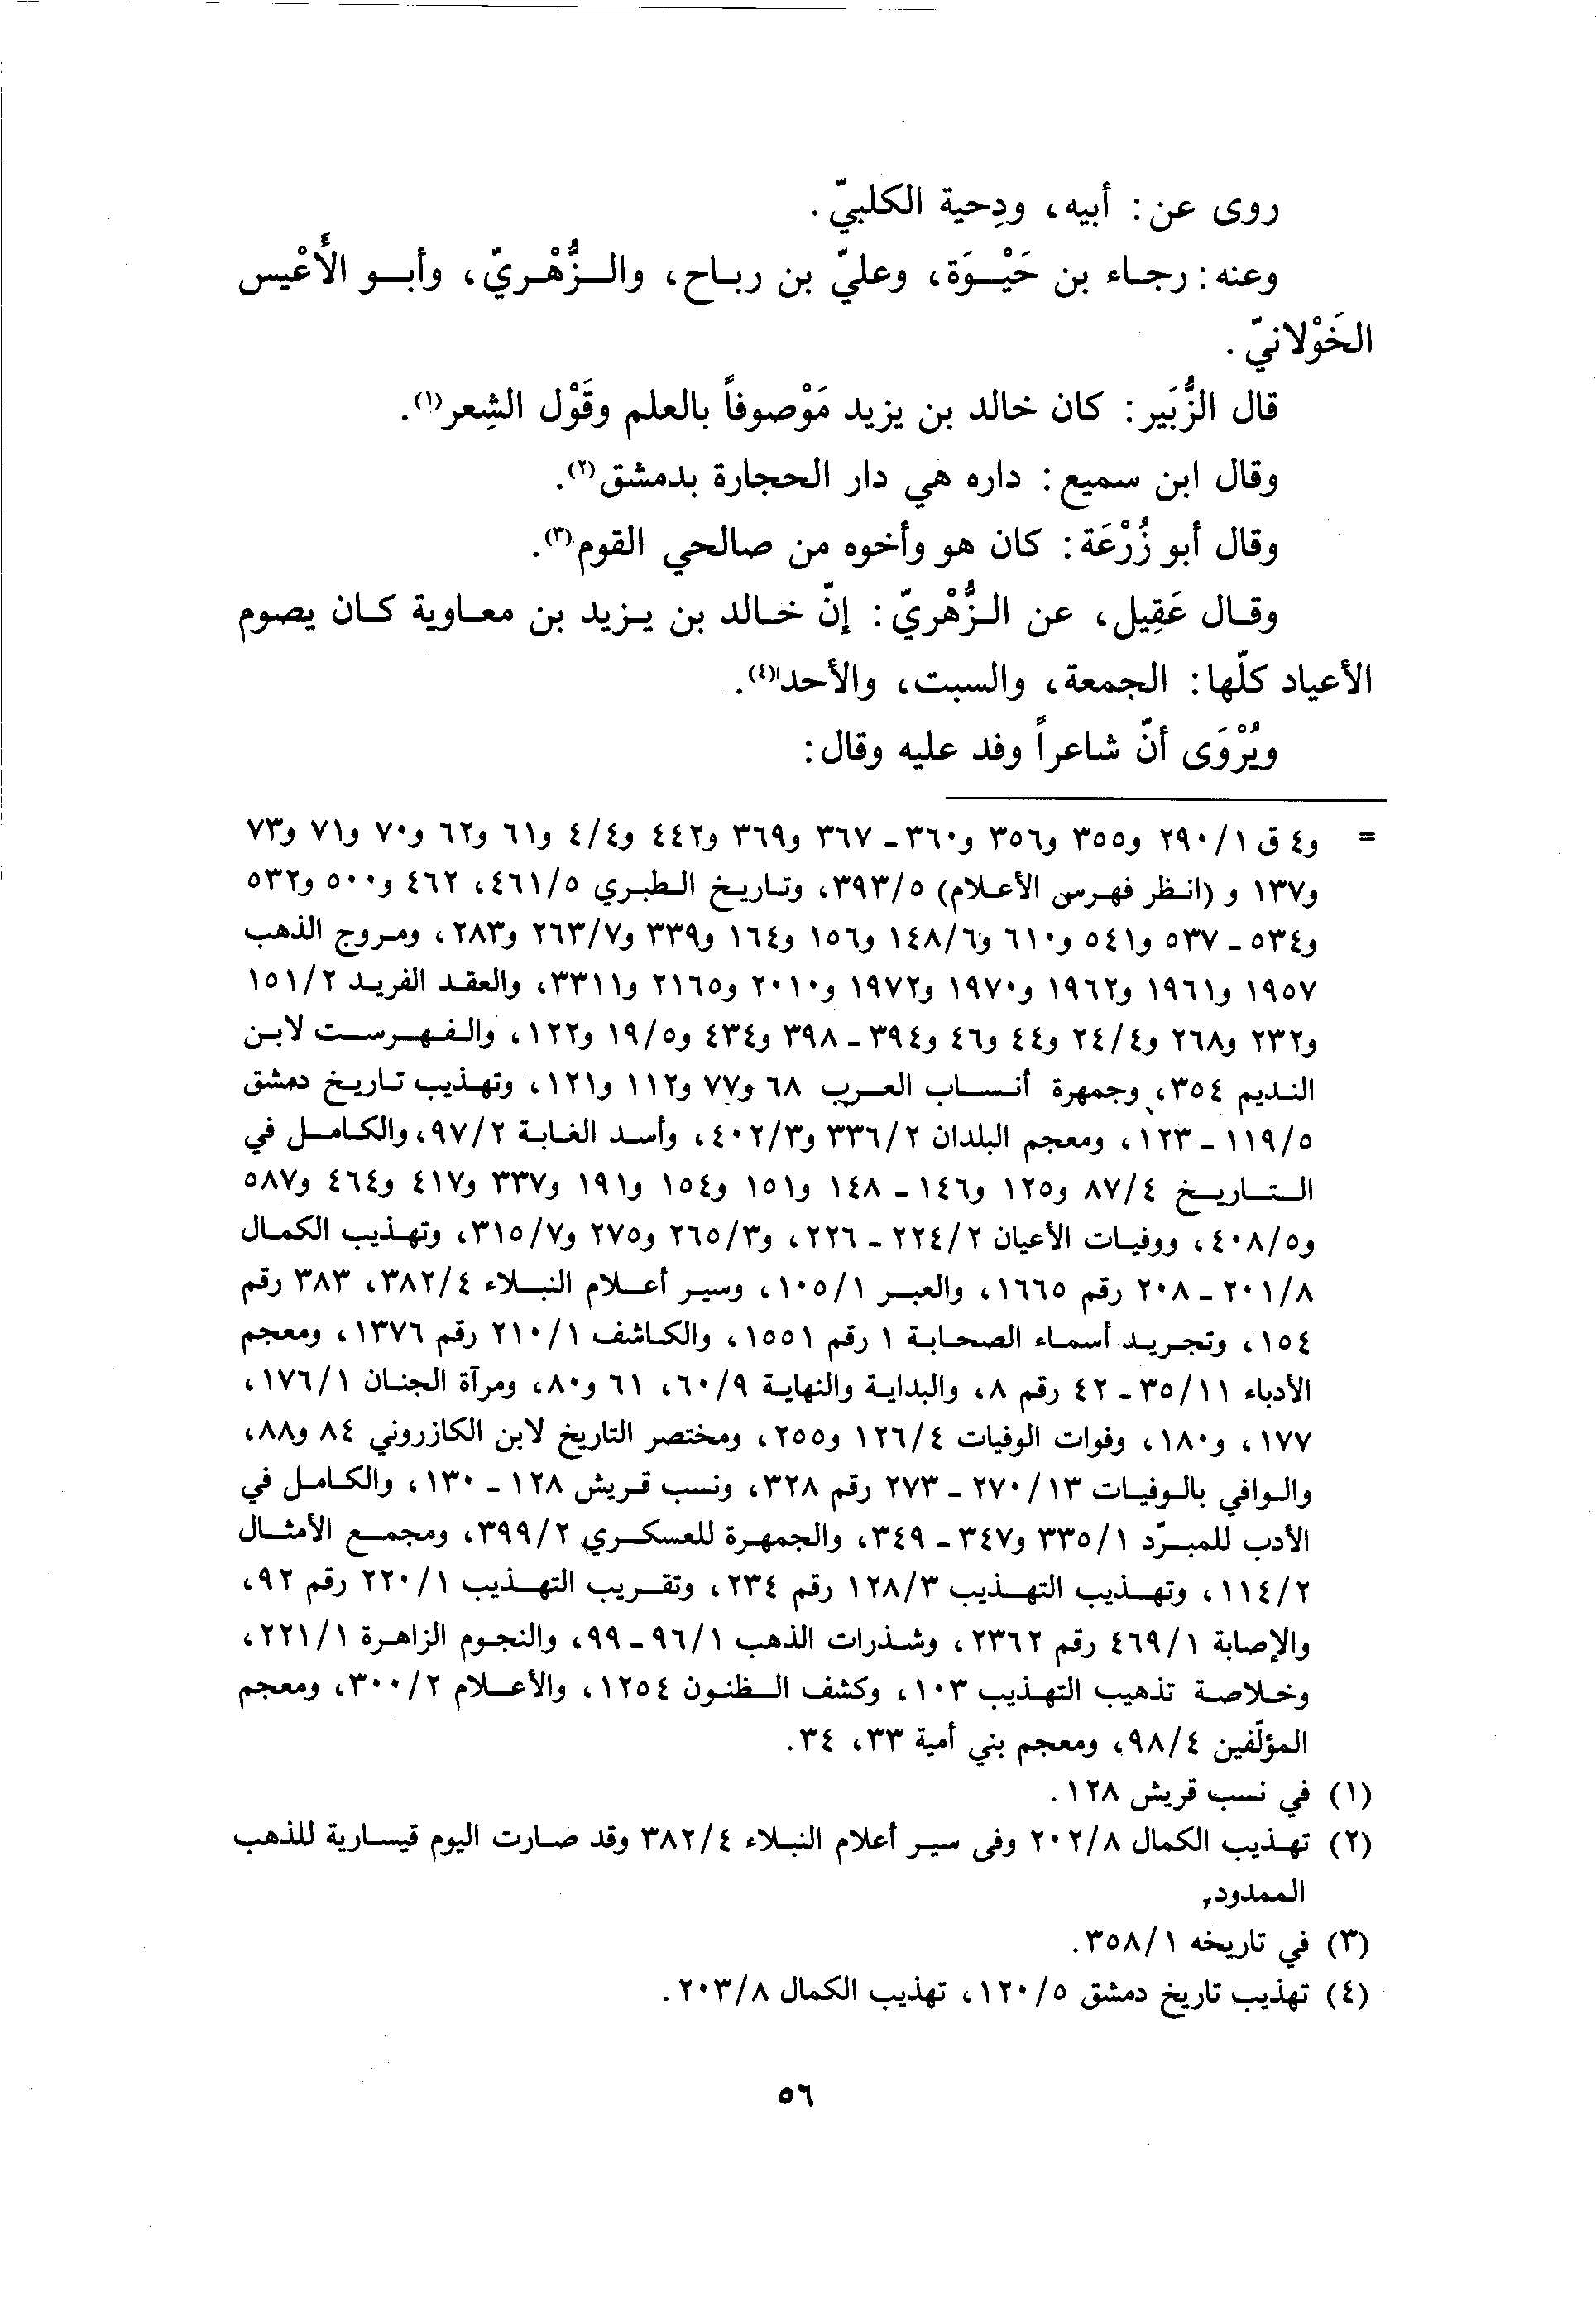 روى عن: أبيه، ودِحية الكلبيّ.
وعنه: رجاء بن حَيْوَة، وعليّ بن رباح، والزُّهْريّ، وأبو الأَعْيس
الخَوْلانيّ.
قال الزُّبَير: كان خالد بن يزيد مَوْصوفاً بالعلم وقَوْل الشِعر(١).
وقال ابن سميع: داره هي دار الحجارة بدمشق(٢).
وقال أبو زُرْعَة: كان هو وأخوه من صالحي القوم(٣).
وقال عَقِيل، عن الزُّهْريّ: إنّ خالد بن يزيد بن معاوية كان يصوم
الأعياد كلّها: الجمعة، والسبت، والأحد(٤).
ويُرْوَى أنّ شاعراً وفد عليه وقال:
= و٤ ق ٢٩٠/١ و٣٥٥ و٣٥٦ و٣٦٠ - ٣٦٧ و٣٦٩ و٤٤٢ و٤/٤ و٦١ و٦٢ و٧٠ و٧١ و٧٣
و١٣٧ و (انظر فهرس الأعلام) ٣٩٣/٥، وتاريخ الطبري ٤٦١/٥، ٤٦٢ و٥٠٠ و٥٣٢
و٥٣٤ - ٥٣٧ و٥٤١ و٦١٠ و١٤٨/٦ و١٥٦ و١٦٤ و٣٣٩ و٢٦٣/٧ و٢٨٣، ومروج الذهب
١٩٥٧ و١٩٦١ و١٩٦٢ و١٩٧٠ و١٩٧٢ و٢٠١٠ و٢١٦٥ و٣٣١١، والعقد الفريد ١٥١/٢
و٢٣٢ و٢٦٨ و٢٤/٤ و٤٤ و٤٦ و٣٩٤ - ٣٩٨ و٤٣٤ و١٩/٥ و١٢٢، والفهرست لابن
النديم ٣٥٤، وجمهرة أنساب العرب ٦٨ و٧٧ و١١٢ و١٢١، وتهذيب تاريخ دمشق
١١٩/٥ - ١٢٣، ومعجم البلدان ٣٣٦/٢ و٤٠٢/٣، وأسد الغابة ٩٧/٢، والكامل في
التاريخ ٨٧/٤ و١٢٥ و١٤٦ - ١٤٨ و١٥١ و١٥٤ و١٩١ و٣٣٧ و٤١٧ و٤٦٤ و٥٨٧
و٤٠٨/٥، ووفيات الأعيان ٢٢٤/٢ - ٢٢٦، و٢٦٥/٣ و٢٧٥ و٣١٥/٧، وتهذيب الكمال
٢٠١/٨ - ٢٠٨ رقم ١٦٦٥، والعبر ١٠٥/١، وسير أعلام النبلاء ٣٨٢/٤، ٣٨٣ رقم
١٥٤، وتجريد أسماء الصحابة ١ رقم ١٥٥١، والكاشف ٢١٠/١ رقم ١٣٧٦، ومعجم
الأدباء ٣٥/١١ - ٤٢ رقم ٨، والبداية والنهاية ٦٠/٩، ٦١ و٨٠، ومرآة الجنان ١٧٦/١،
١٧٧، و١٨٠، وفوات الوفيات ١٢٦/٤ و٢٥٥، ومختصر التاريخ لابن الكازروني ٨٤ و٨٨،
والوافي بالوفيات ٢٧٠/١٣ - ٢٧٣ رقم ٣٢٨، ونسب قريش ١٢٨ - ١٣٠، والكامل في
الأدب للمبرّد ٣٣٥/١ و٣٤٧ - ٣٤٩، والجمهرة للعسكري ٣٩٩/٢، ومجمع الأمثال
١١٤/٢، وتهذيب التهذيب ١٢٨/٣ رقم ٢٣٤، وتقريب التهذيب ٢٢٠/١ رقم ٩٢،
والإصابة ٤٦٩/١ رقم ٢٣٦٢، وشذرات الذهب ٩٦/١ - ٩٩، والنجوم الزاهرة ٢٢١/١،
وخلاصة تذهيب التهذيب ١٠٣، وكشف الظنون ١٢٥٤، والأعلام ٣٠٠/٢، ومعجم
المؤلّفين ٩٨/٤، ومعجم بني أمية ٣٣، ٣٤.
(١) في نسب قريش ١٢٨.
(٢) تهذيب الكمال ٢٠٢/٨ وفى سير أعلام النبلاء ٣٨٢/٤ وقد صارت اليوم قيسارية للذهب
الممدود.
(٣) في تاريخه ٣٥٨/١.
(٤) تهذيب تاريخ دمشق ١٢٠/٥، تهذيب الكمال ٢٠٣/٨.
٥٦